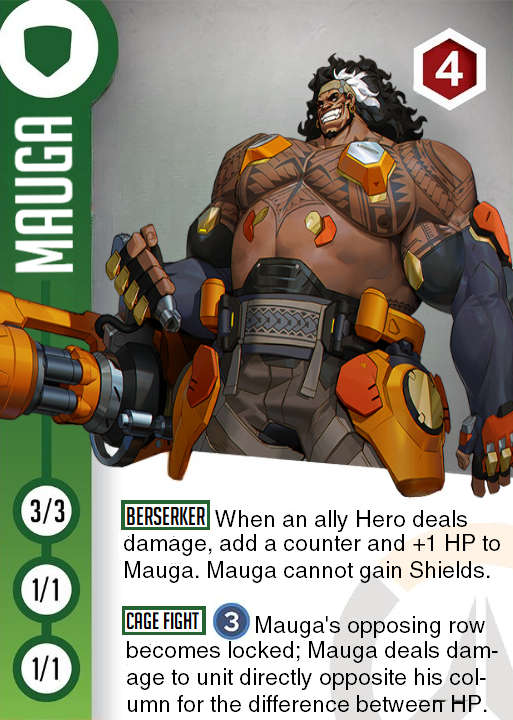 4
MAUGA
3/3
1/1
1/1
BERSERKER When an ally Hero deals
damage, add a counter and +1 HP to
Mauga. Mauga cannot gain Shields.
CAGE FIGHT 3 Mauga's opposing row
becomes locked; Mauga deals dam-
age to unit directly opposite his col-
umn for the difference between HP.